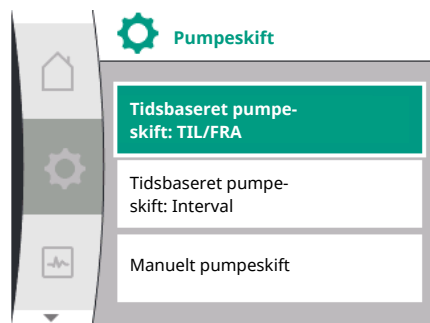 Pumpeskift
Tidsbaseret pumpe-
skift: TIL/FRA
Tidsbaseret pumpe-
skift: Interval
Manuelt pumpeskift